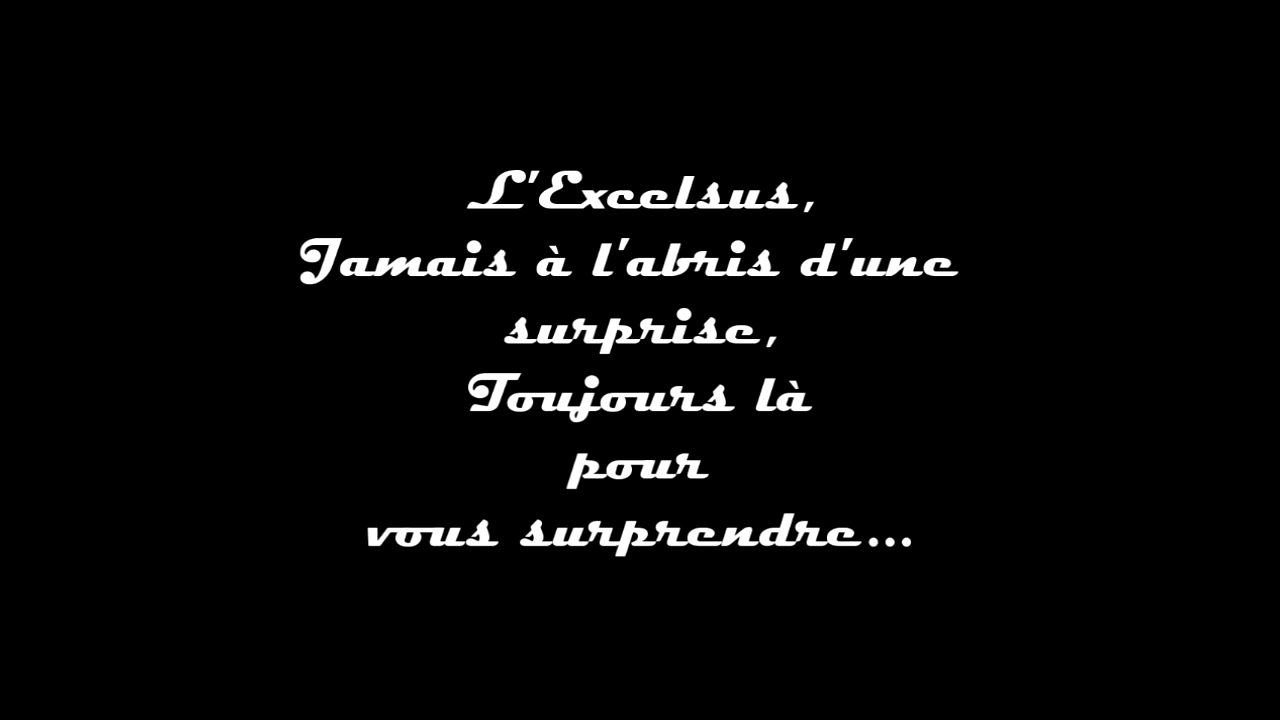 L'Excelsus,
Jamais à l'abris d'une
surprise,
Toujours là
pour
vous surprendre...